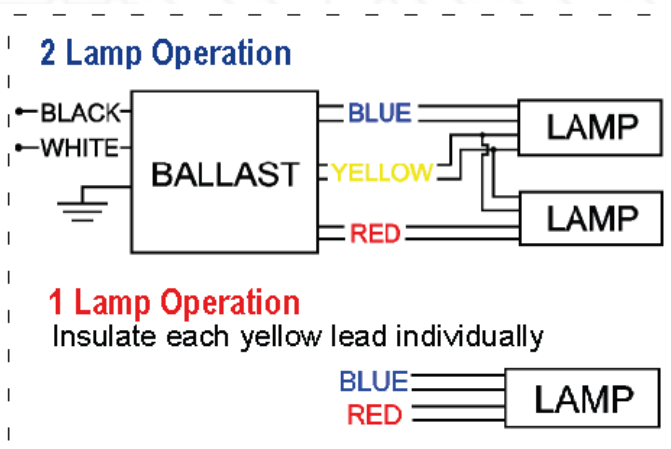 2 Lamp Operation
BLACK
BLUE
LAMP
WHITE
BALLAST
YELLOW
LAMP
RED
1 Lamp Operation
Insulate each yellow lead individually
BLUE
LAMP
RED